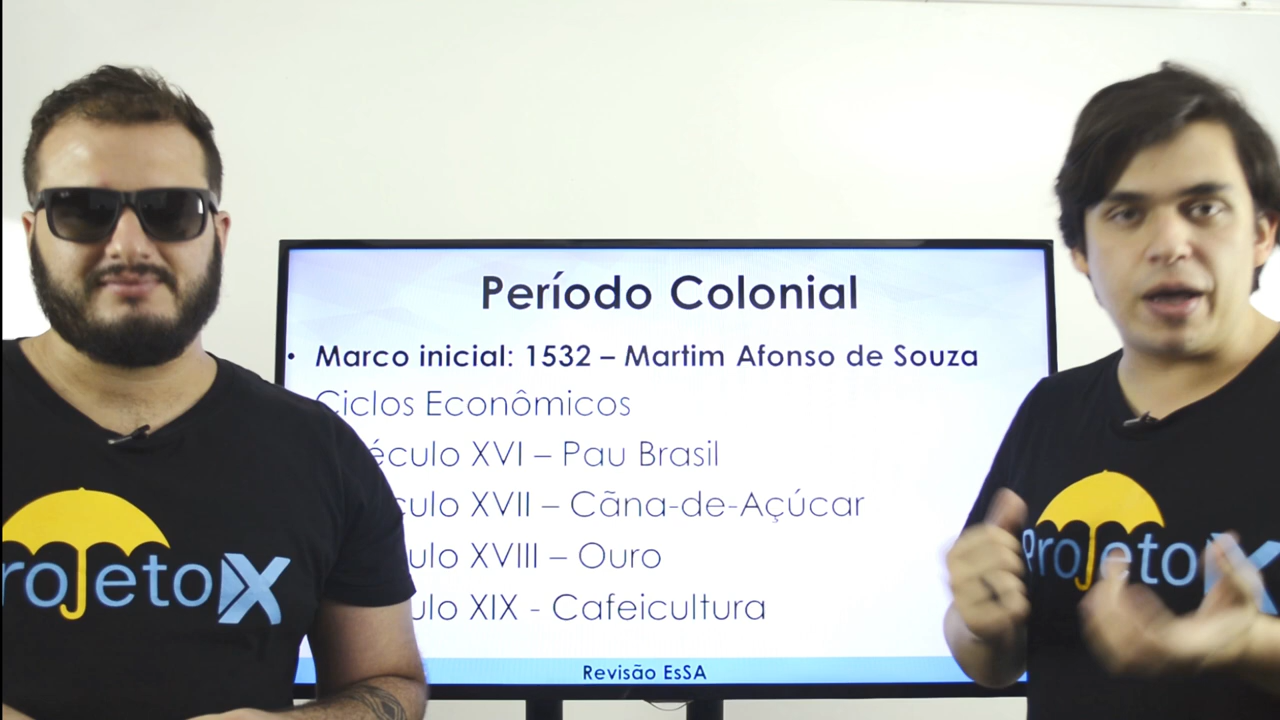 Período Colonial
• Marco inicial: 1532 – Martim Afonso de Souza
Ciclos Econômicos
éculo XVI – Pau Brasil
culo XVII – Cãna-de-Açúcar
ulo XVIII – Ouro
ulo XIX - Cafeicultura
Revisão EsSA
rojetoX
ProjetoX